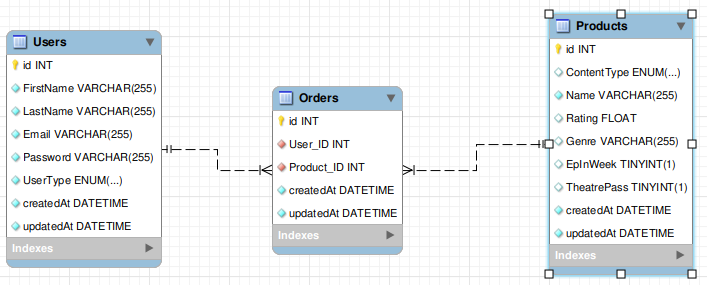 Users
id INT
FirstName VARCHAR(255)
LastName VARCHAR(255)
Email VARCHAR(255)
Password VARCHAR(255)
UserType ENUM(...)
createdAt DATETIME
updatedAt DATETIME
Indexes
Orders
id INT
User_ID INT
Product_ID INT
createdAt DATETIME
updatedAt DATETIME
Indexes
Products
id INT
ContentType ENUM(...)
Name VARCHAR(255)
Rating FLOAT
Genre VARCHAR(255)
EpInWeek TINYINT(1)
TheatrePass TINYINT(1)
createdAt DATETIME
updatedAt DATETIME
Indexes